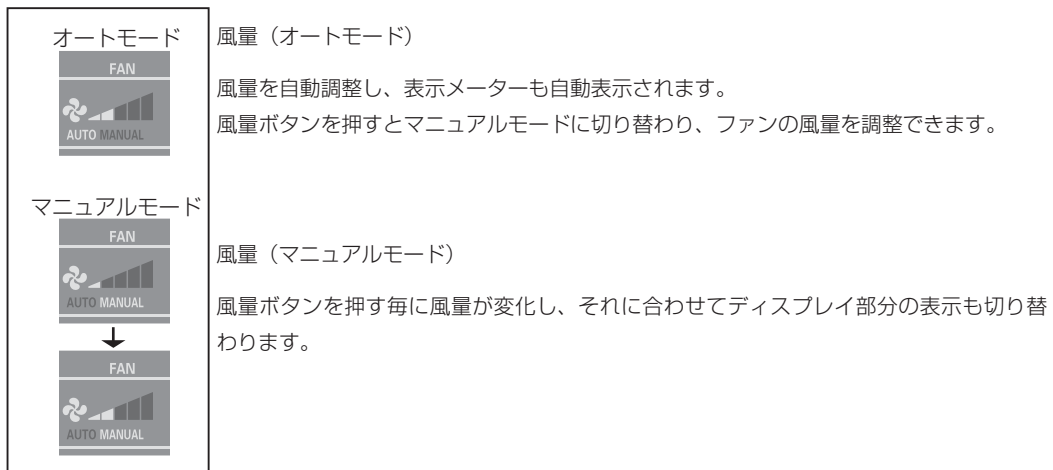 オートモード
FAN
AUTO MANUAL
風量（オートモード）
風量を自動調整し、表示メーターも自動表示されます。
風量ボタンを押すとマニュアルモードに切り替わり、ファンの風量を調整できます。
マニュアルモード
FAN
AUTO MANUAL
FAN
AUTO MANUAL
風量（マニュアルモード）
風量ボタンを押す毎に風量が変化し、それに合わせてディスプレイ部分の表示も切り替
わります。